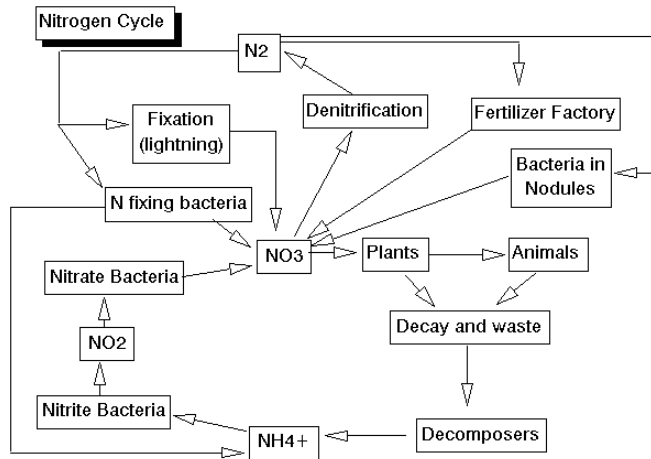 Nitrogen Cycle
N2
Fixation
(lightning)
Denitrification
Fertilizer Factory
Bacteria in
Nodules
N fixing bacteria
NO3
Plants
Animals
Nitrate Bacteria
Decay and waste
NO2
Nitrite Bacteria
NH4+
Decomposers